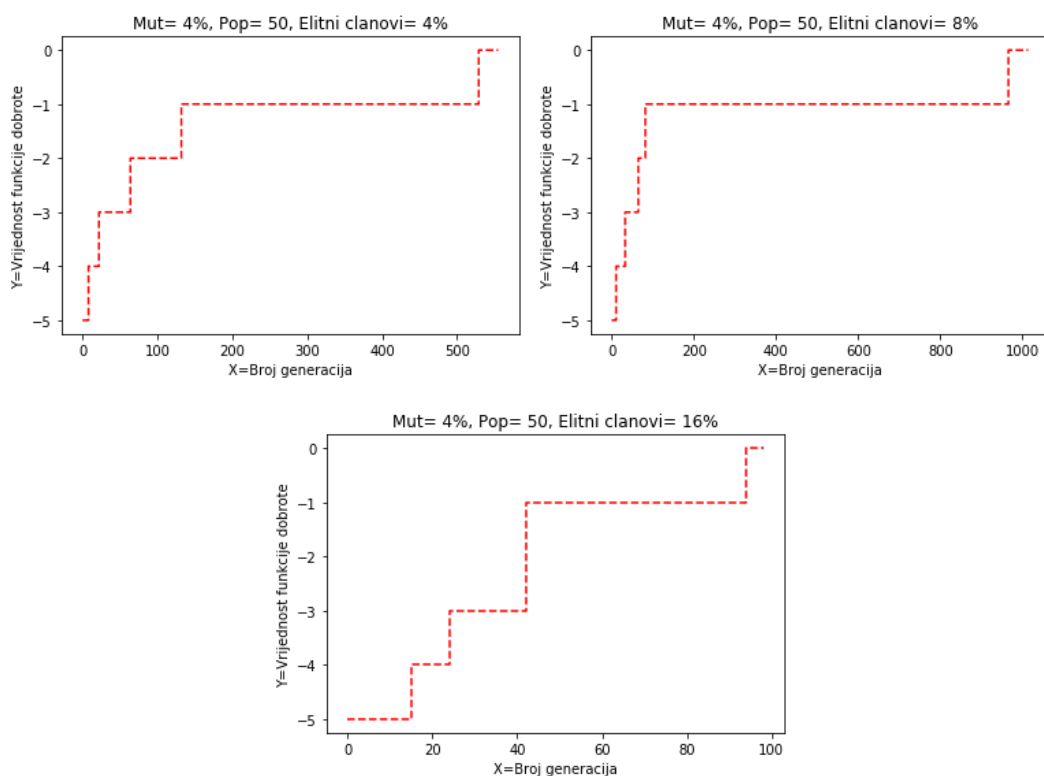 Mut= 4%, Pop= 50, Elitni clanovi= 4%
0
−1
−2
−3
−4
−5
Y=Vrijednost funkcije dobrote
0 100 200 300 400 500
X=Broj generacija
Mut= 4%, Pop= 50, Elitni clanovi= 8%
0
−1
−2
−3
−4
−5
Y=Vrijednost funkcije dobrote
0 200 400 600 800 1000
X=Broj generacija
Mut= 4%, Pop= 50, Elitni clanovi= 16%
0
−1
−2
−3
−4
−5
Y=Vrijednost funkcije dobrote
0 20 40 60 80 100
X=Broj generacija